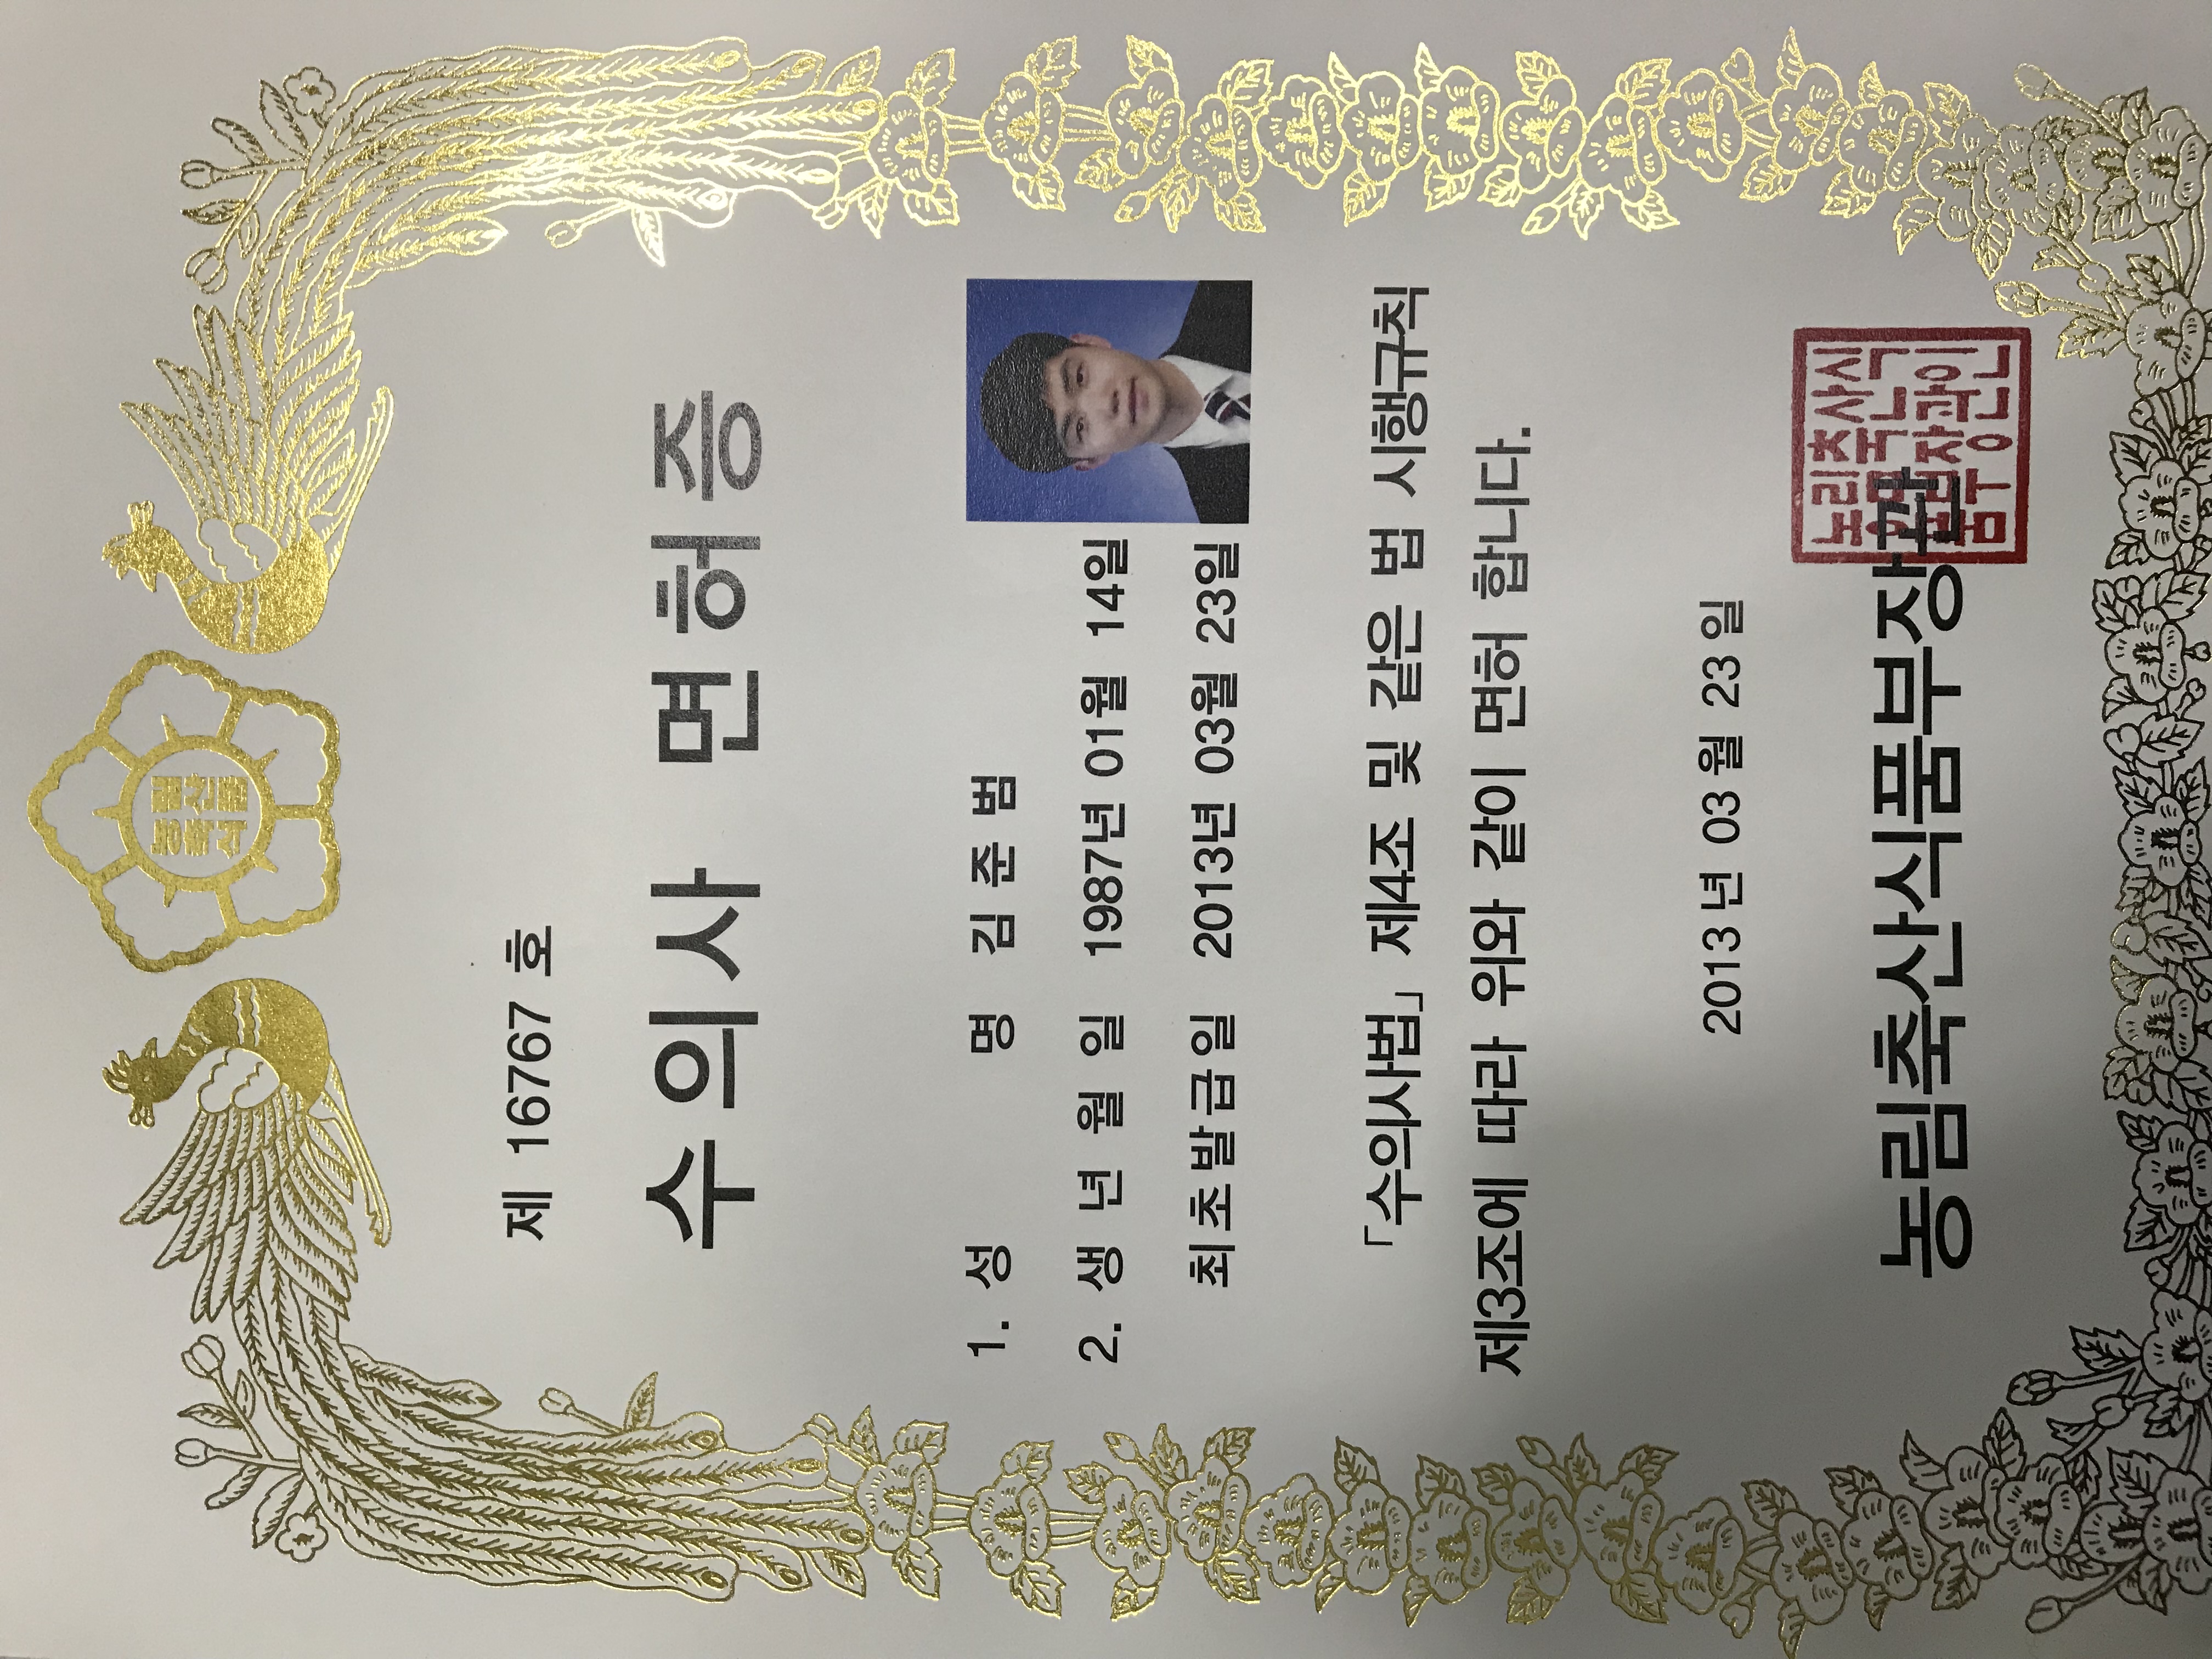 농림
축산
식품
제 16767 호
수의사 면허증
1. 성 명 김 준 범
2. 생 년 월 일 1987년 01월 14일
최초발급일 2013년 03월 23일
「수의사법」 제4조 및 같은 법 시행규칙
제3조에 따라 위와 같이 면허 합니다.
2013 년 03 월 23 일
농림축산식품부장관
농림축산식
품부장관인